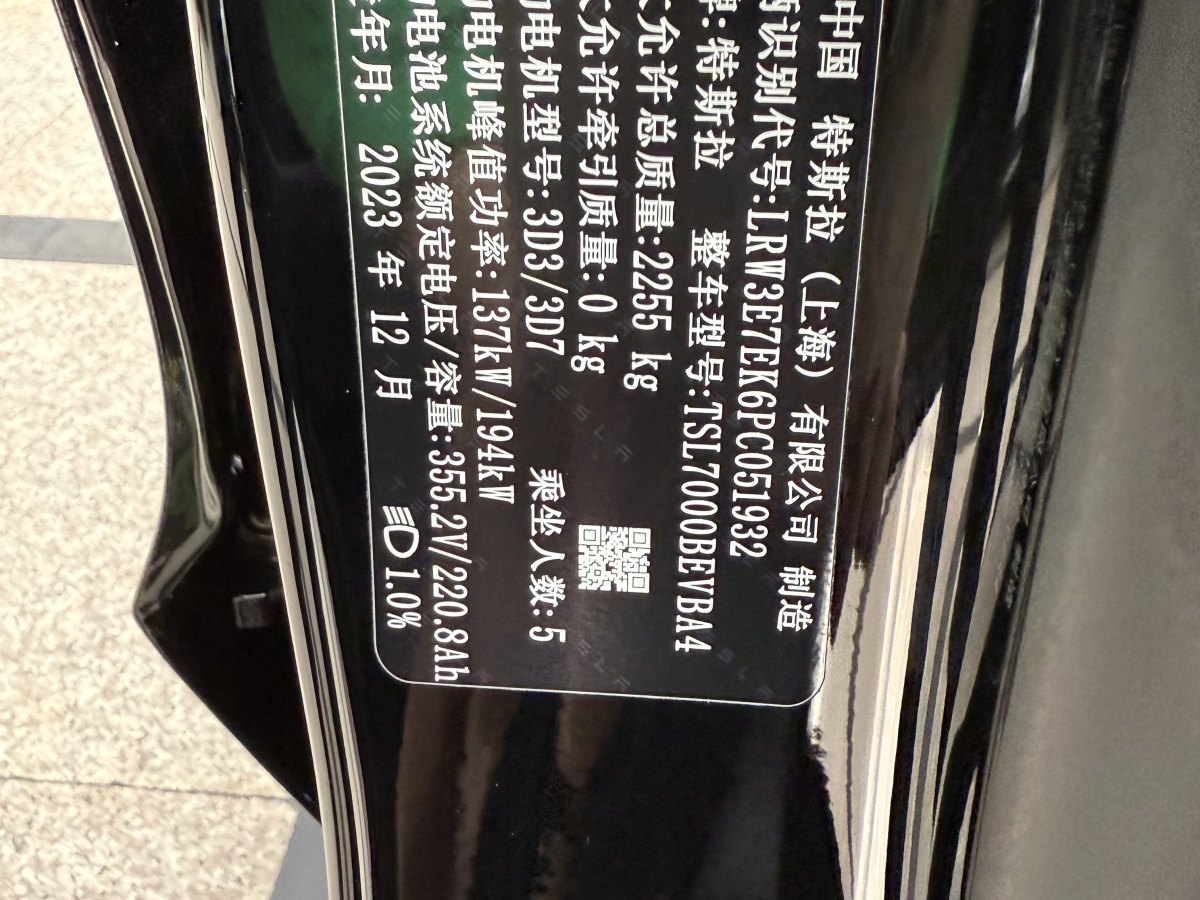 中国 特斯拉(上海)有限公司 制造
识别代号:LRW3E7EK6PC051932
牌:特斯拉 整车型号:TSL7000BEVBA4
允许总质量:2255 kg
允许牵引质量:0 kg
电机型号:3D3/3D7 乘坐人数:5
电机峰值功率:137kW/194kW
电池系统额定电压/容量:355.2V/220.8Ah
年月: 2023 年 12 月 1.0%
TESLA